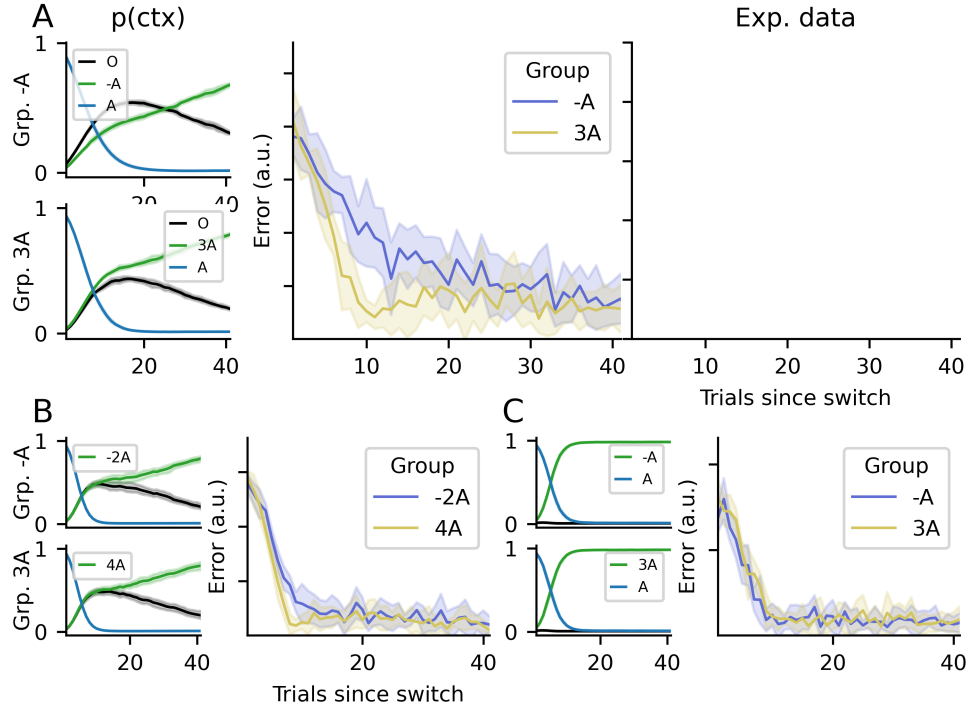 A
p(ctx)
Exp. data
Grp. -A
1
0
O
-A
A
20
40
Grp. 3A
1
0
O
3A
A
20
40
Error (a.u.)
Group
-A
3A
10
20
30
40
10
20
30
40
Trials since switch
B
Grp. -A
1
0
-2A
Grp. 3A
1
0
4A
20
40
Error (a.u.)
Group
-2A
4A
20
40
Trials since switch
C
1
0
-A
A
1
0
3A
A
20
40
Error (a.u.)
Group
-A
3A
20
40